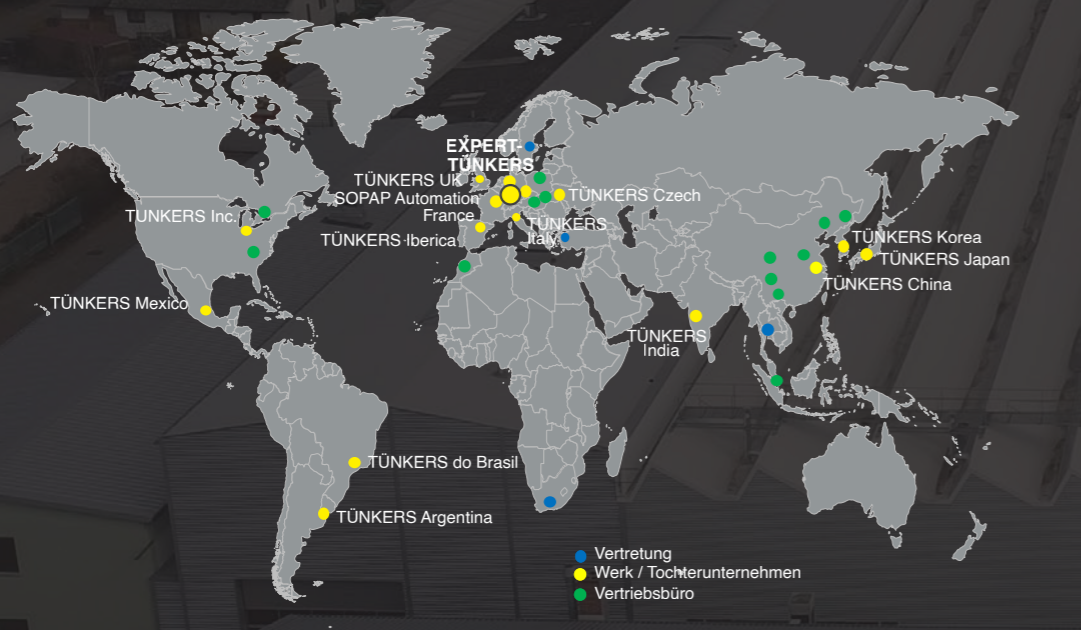 EXPERT-
TÜNKERS
TÜNKERS UK
SOPAP Automation
France
TÜNKERS Czech
TUNKERS Inc.
TÜNKERS
Italy
TÜNKERS Iberica
TÜNKERS Korea
TÜNKERS Japan
TÜNKERS China
TÜNKERS Mexico
TÜNKERS
India
TÜNKERS do Brasil
TÜNKERS Argentina
Vertretung
Werk / Tochterunternehmen
Vertriebsbüro